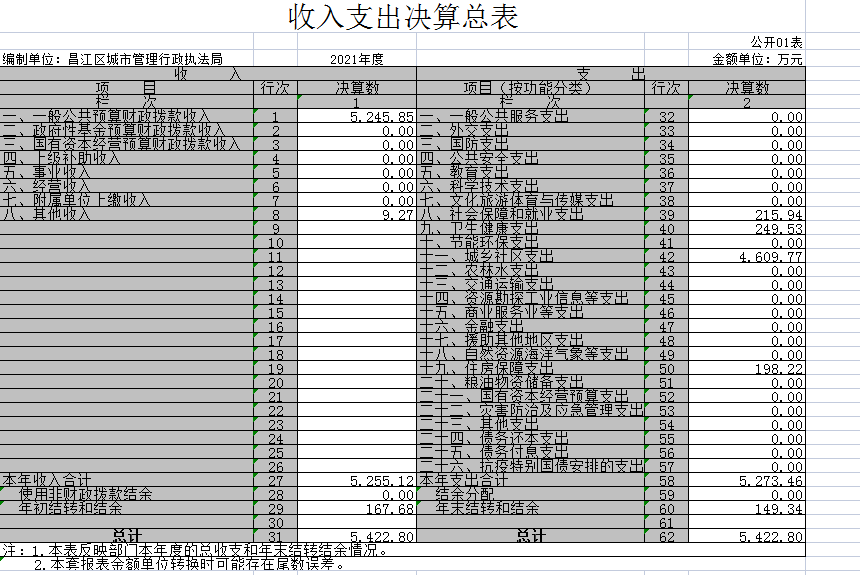 收入支出决算总表
公开01表
编制单位：昌江区城市管理行政执法局 2021年度 金额单位：万元
收 入 支 出
项 目 行次 决算数 项目（按功能分类） 行次 决算数
栏 次 1 栏 次 2
一、一般公共预算财政拨款收入 1 5,245.85 一、一般公共服务支出 32 0.00
二、政府性基金预算财政拨款收入 2 0.00 二、外交支出 33 0.00
三、国有资本经营预算财政拨款收入 3 0.00 三、国防支出 34 0.00
四、上级补助收入 4 0.00 四、公共安全支出 35 0.00
五、事业收入 5 0.00 五、教育支出 36 0.00
六、经营收入 6 0.00 六、科学技术支出 37 0.00
七、附属单位上缴收入 7 0.00 七、文化旅游体育与传媒支出 38 0.00
八、其他收入 8 9.27 八、社会保障和就业支出 39 215.94
9 九、卫生健康支出 40 249.53
10 十、节能环保支出 41 0.00
11 十一、城乡社区支出 42 4,609.77
12 十二、农林水支出 43 0.00
13 十三、交通运输支出 44 0.00
14 十四、资源勘探工业信息等支出 45 0.00
15 十五、商业服务业等支出 46 0.00
16 十六、金融支出 47 0.00
17 十七、援助其他地区支出 48 0.00
18 十八、自然资源海洋气象等支出 49 0.00
19 十九、住房保障支出 50 198.22
20 二十、粮油物资储备支出 51 0.00
21 二十一、国有资本经营预算支出 52 0.00
22 二十二、灾害防治及应急管理支出 53 0.00
23 二十三、其他支出 54 0.00
24 二十四、债务还本支出 55 0.00
25 二十五、债务付息支出 56 0.00
26 二十六、抗疫特别国债安排的支出 57 0.00
本年收入合计 27 5,255.12 本年支出合计 58 5,273.46
使用非财政拨款结余 28 0.00 结余分配 59 0.00
年初结转和结余 29 167.68 年末结转和结余 60 149.34
30 61
总计 31 5,422.80 总计 62 5,422.80
注：1.本表反映部门本年度的总收支和年末结转结余情况。
2.本套报表金额单位转换时可能存在尾数误差。